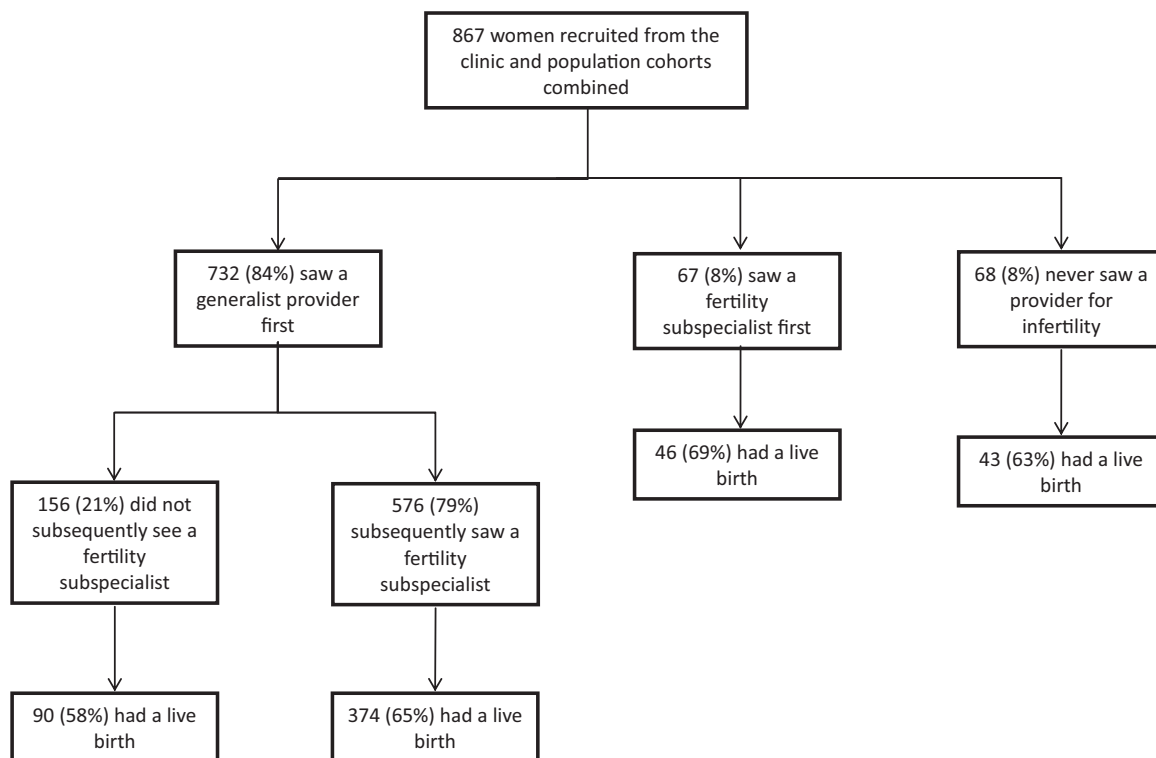 867 women recruited from the
clinic and population cohorts
combined
732 (84%) saw a
generalist provider
first
67 (8%) saw a
fertility
subspecialist first
68 (8%) never saw a
provider for
infertility
46 (69%) had a live
birth
43 (63%) had a live
birth
156 (21%) did not
subsequently see a
fertility
subspecialist
576 (79%)
subsequently saw a
fertility
subspecialist
90 (58%) had a live
birth
374 (65%) had a live
birth